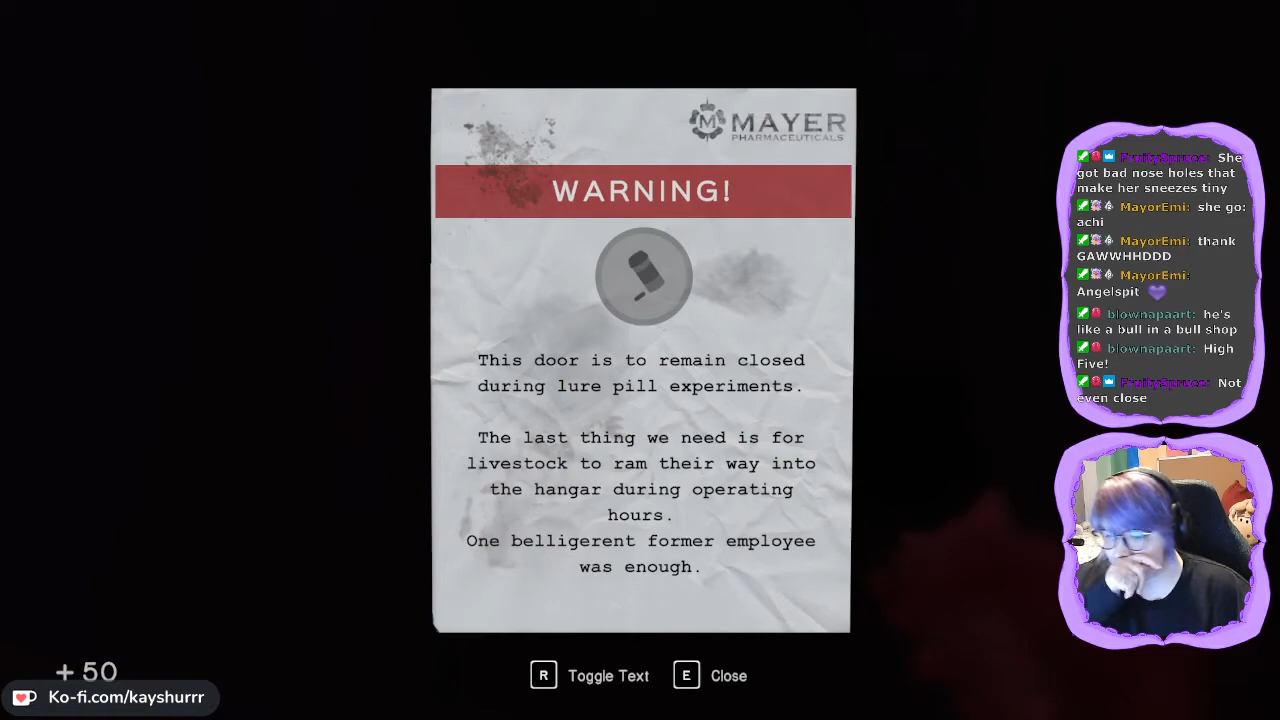 MAYER
PHARMACEUTICALS
WARNING!
This door is to remain closed
during lure pill experiments.
The last thing we need is for
livestock to ram their way into
the hangar during operating
hours.
One belligerent former employee
was enough.
+ 50
R Toggle Text E Close
Ko-fi.com/kayshurrr
FruitySpruce: She
got bad nose holes that
make her sneezes tiny
MayorEmi: she go:
achi
MayorEmi: thank
GAWWHHDDD
MayorEmi:
Angelspit
blownapaart: he's
like a bull in a bull shop
blownapaart: High
Five!
FruitySpruce: Not
even close